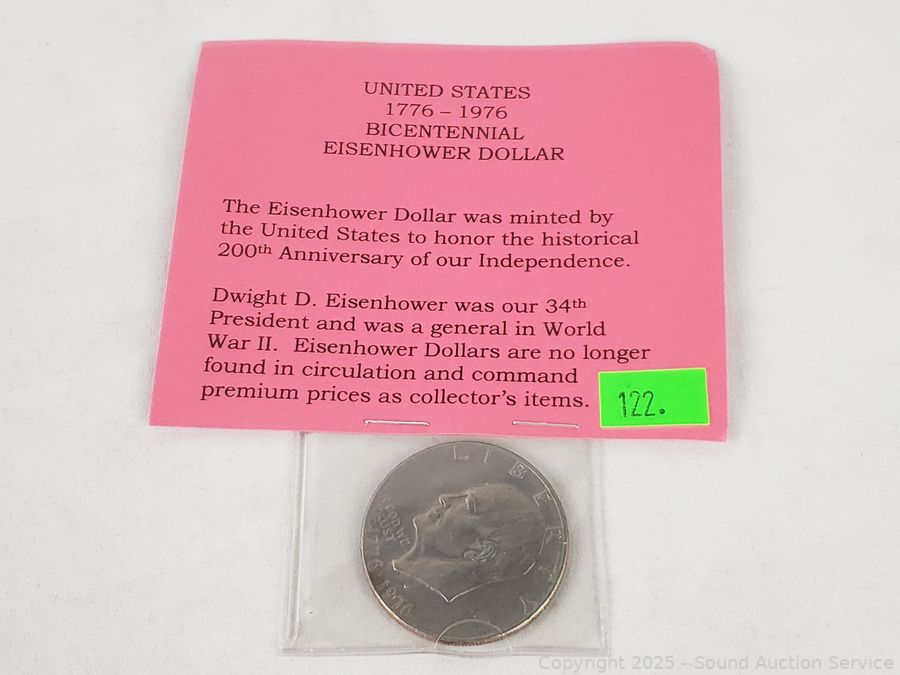 UNITED STATES
1776 – 1976
BICENTENNIAL
EISENHOWER DOLLAR
The Eisenhower Dollar was minted by
the United States to honor the historical
200th Anniversary of our Independence.
Dwight D. Eisenhower was our 34th
President and was a general in World
War II. Eisenhower Dollars are no longer
found in circulation and command
premium prices as collector's items.
122.
LIBERTY
GOD WE
TRUST
1976
Copyright 2025 --Sound Auction Service